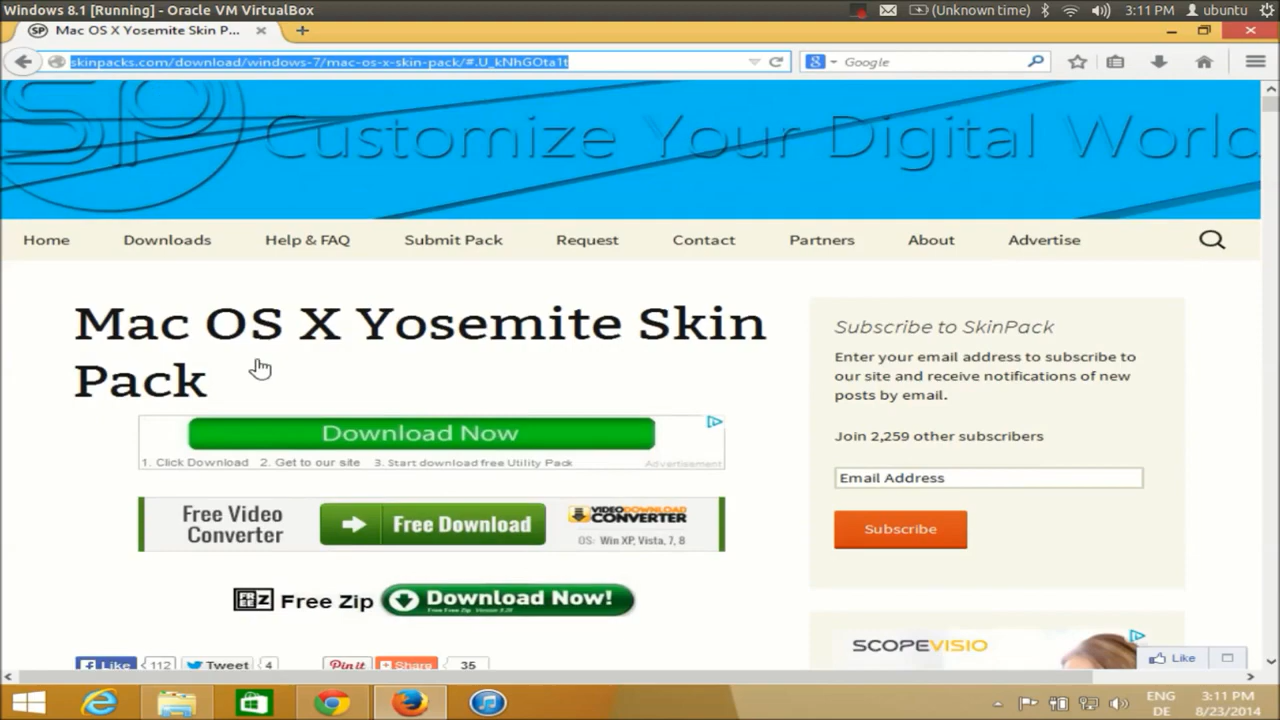 Windows 8.1 [Running] - Oracle VM VirtualBox
(Unknown time) 3:11 PM ubuntu
SP Mac OS X Yosemite Skin P...
skinpacks.com/download/windows-7/mac-os-x-skin-pack/#.U_kNhGOta1t
8 Google
SP Customize Your Digital World
Home Downloads Help & FAQ Submit Pack Request Contact Partners About Advertise
Mac OS X Yosemite Skin
Pack
Download Now
1. Click Download 2. Get to our site 3. Start download free Utility Pack Advertisement
Free Video
Converter
Free Download
VIDEO DOWNLOAD
CONVERTER
OS: Win XP, Vista, 7, 8
Free Zip
Download Now!
Like 112 Tweet 4 Pin it Share 35
Subscribe to SkinPack
Enter your email address to subscribe to
our site and receive notifications of new
posts by email.
Join 2,259 other subscribers
Email Address
Subscribe
SCOPEVISIO
Like
ENG 3:11 PM
DE 8/23/2014